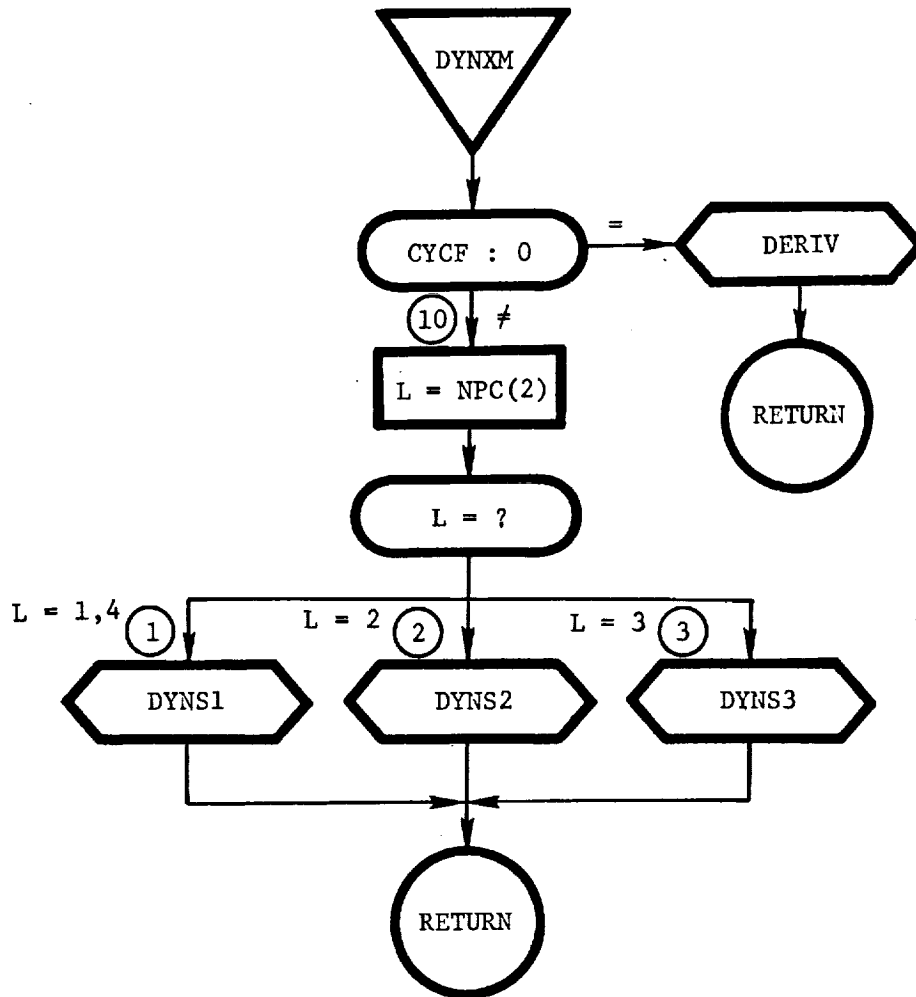 DYNXM
CYCF : 0
=
DERIV
10
≠
L = NPC(2)
RETURN
L = ?
L = 1,4
1
L = 2
2
L = 3
3
DYNS1
DYNS2
DYNS3
RETURN